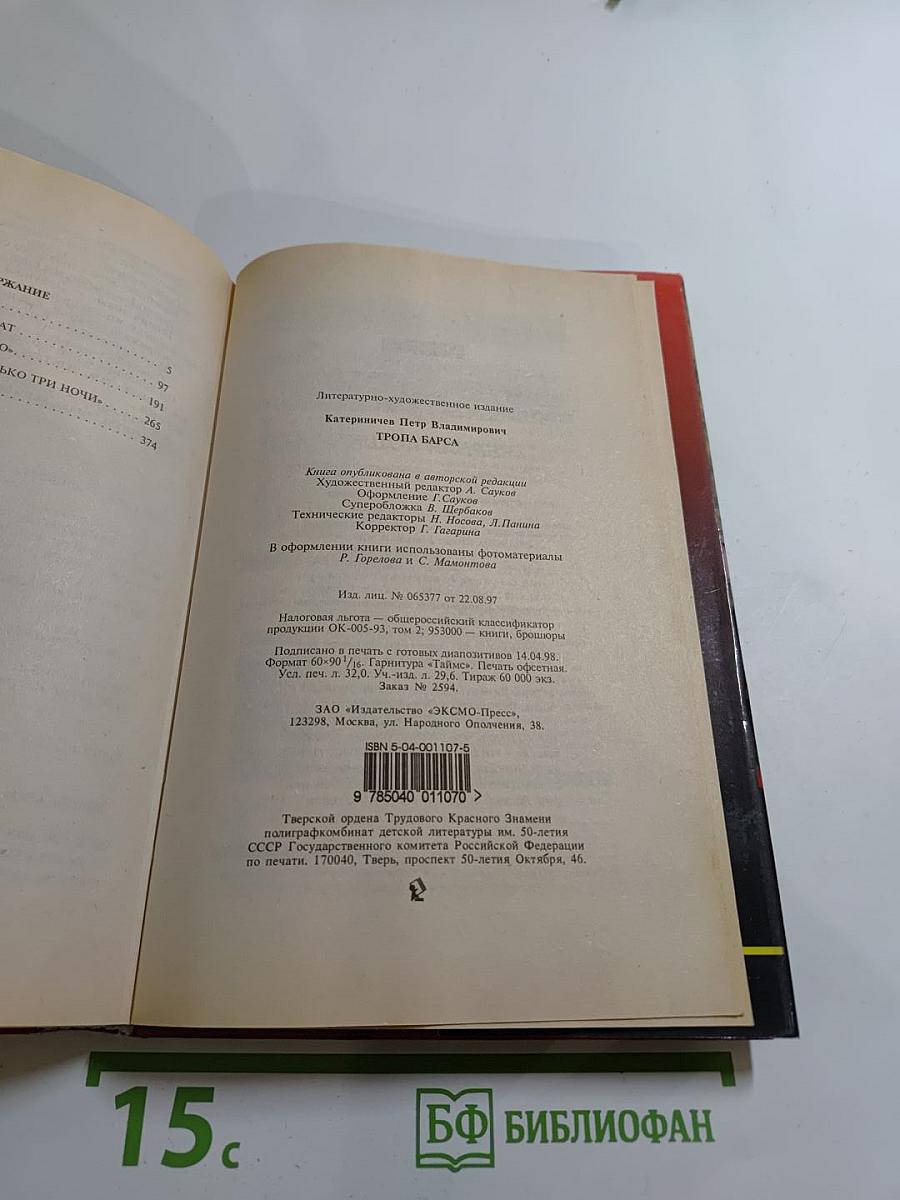 РЖАНИЕ
. . . . . . . . . . . . . . . 5
АТ . . . . . . . . . . . . . . . 97
О». . . . . . . . . . . . . . . 191
ЬКО ТРИ НОЧИ» . . . . . 265
. . . . . . . . . . . . . . . 374
Литературно-художественное издание
Катериничев Петр Владимирович
ТРОПА БАРСА
Книга опубликована в авторской редакции
Художественный редактор А. Сауков
Оформление Г.Сауков
Суперобложка В. Щербаков
Технические редакторы Н. Носова, Л.Панина
Корректор Г. Гагарина
В оформлении книги использованы фотоматериалы
Р. Горелова и С. Мамонтова
Изд. лиц. № 065377 от 22.08.97
Налоговая льгота — общероссийский классификатор
продукции ОК-005-93, том 2; 953000 — книги, брошюры
Подписано в печать с готовых диапозитивов 14.04.98.
Формат 60×90 1/16. Гарнитура «Таймс». Печать офсетная.
Усл. печ. л. 32,0. Уч.-изд. л. 29,6. Тираж 60 000 экз.
Заказ № 2594.
ЗАО «Издательство «ЭКСМО-Пресс»,
123298, Москва, ул. Народного Ополчения, 38.
ISBN 5-04-001107-5
9 785040 011070 >
Тверской ордена Трудового Красного Знамени
полиграфкомбинат детской литературы им. 50-летия
СССР Государственного комитета Российской Федерации
по печати. 170040, Тверь, проспект 50-летия Октября, 46.
15 с
БФ БИБЛИОФАН